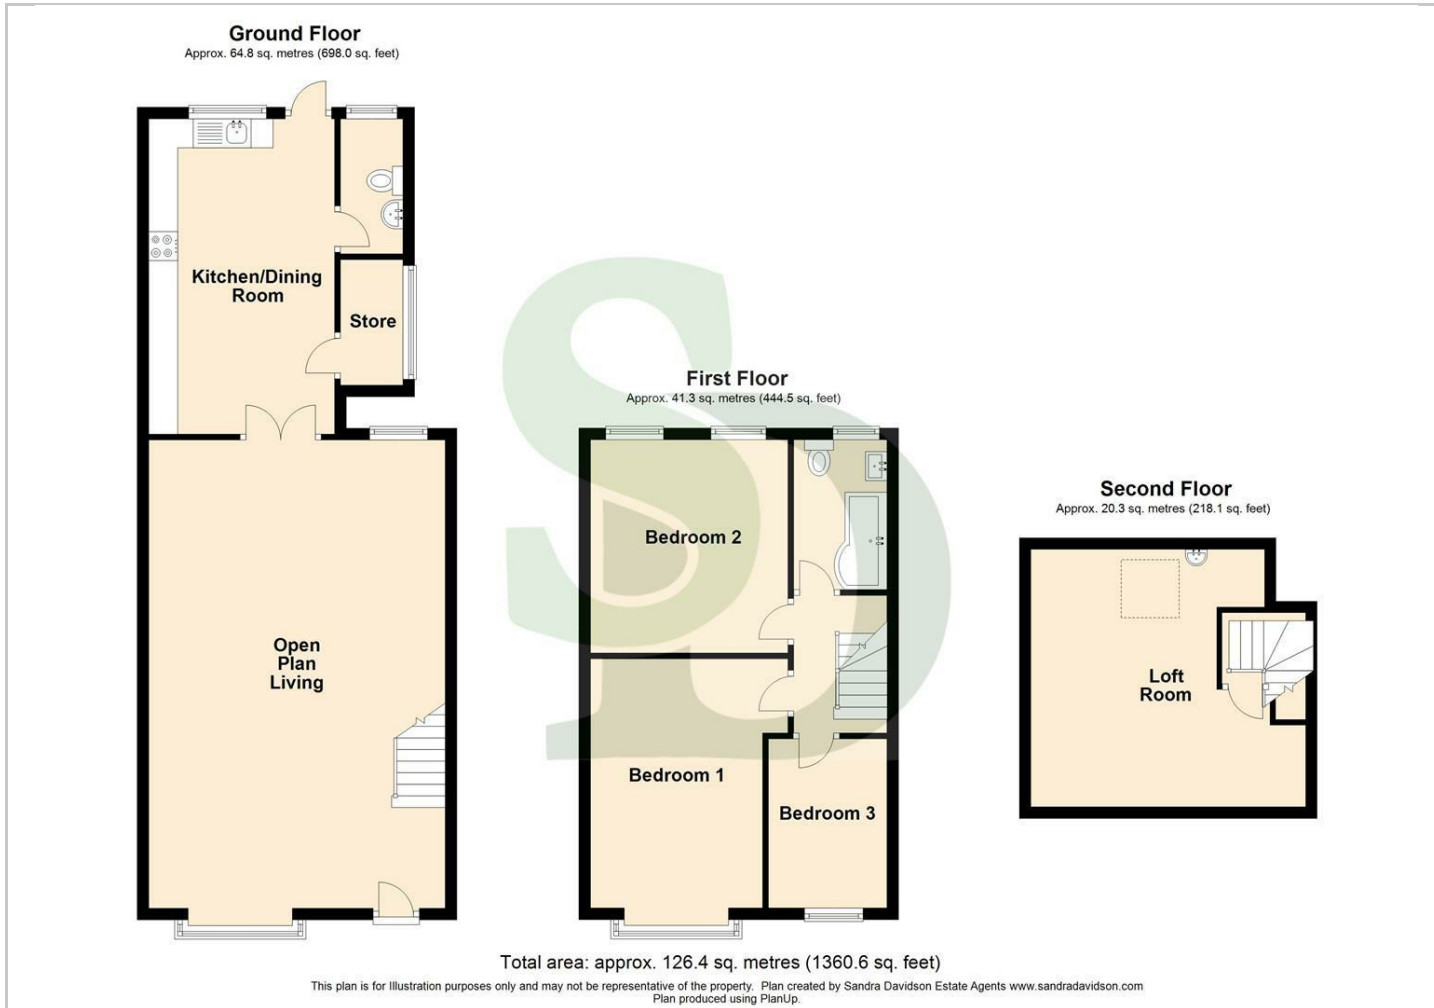 Ground Floor
Approx. 64.8 sq. metres (698.0 sq. feet)
Kitchen/Dining
Room
Store
Open
Plan
Living
First Floor
Approx. 41.3 sq. metres (444.5 sq. feet)
Bedroom 2
Bedroom 1
Bedroom 3
Second Floor
Approx. 20.3 sq. metres (218.1 sq. feet)
Loft
Room
Total area: approx. 126.4 sq. metres (1360.6 sq. feet)
This plan is for Illustration purposes only and may not be representative of the property. Plan created by Sandra Davidson Estate Agents www.sandradavidson.com
Plan produced using PlanUp.